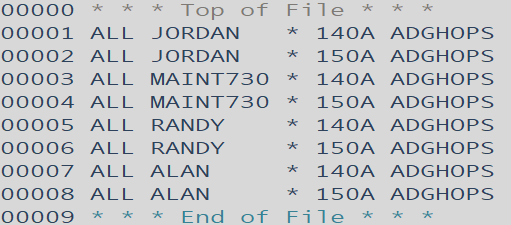 00000 * * * Top of File * * *
00001 ALL JORDAN   * 140A ADGHOPS
00002 ALL JORDAN   * 150A ADGHOPS
00003 ALL MAINT730 * 140A ADGHOPS
00004 ALL MAINT730 * 150A ADGHOPS
00005 ALL RANDY    * 140A ADGHOPS
00006 ALL RANDY    * 150A ADGHOPS
00007 ALL ALAN     * 140A ADGHOPS
00008 ALL ALAN     * 150A ADGHOPS
00009 * * * End of File * * *